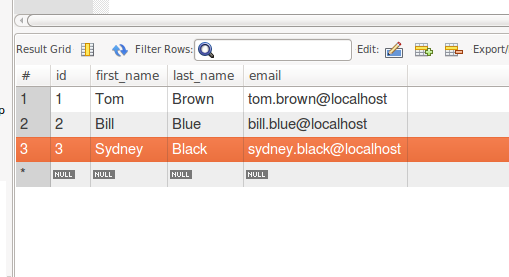 Result Grid Filter Rows: Edit: Export/
# id first_name last_name email
1 1 Tom Brown tom.brown@localhost
2 2 Bill Blue bill.blue@localhost
3 3 Sydney Black sydney.black@localhost
* NULL NULL NULL NULL